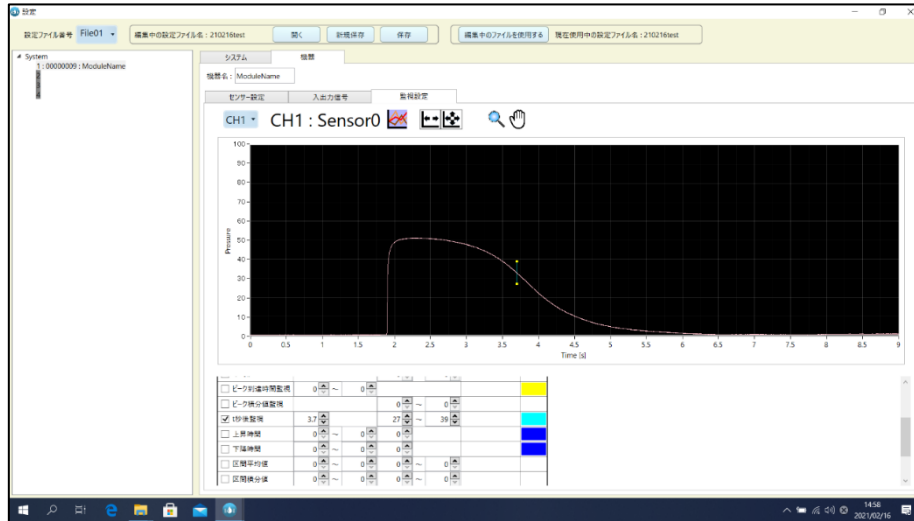 設定
設定ファイル番号 File01 編集中の設定ファイル名 : 210216test 開く 新規保存 保存 編集中のファイルを使用する 現在使用中の設定ファイル名 : 210216test
System
1 : 00000009 : ModuleName
システム 機器
機器名 : ModuleName
センサー設定 入出力信号 監視設定
CH1 CH1 : Sensor0
100
90
80
70
60
50
40
30
20
10
0
Pressure
0 0.5 1 1.5 2 2.5 3 3.5 4 4.5 5 5.5 6 6.5 7 7.5 8 8.5 9
Time [s]
ピーク到達時間監視 0 ~ 0
ピーク積分値監視 0 ~ 0
t秒後監視 3.7 27 ~ 39
上昇時間 0 ~ 0 0
下降時間 0 ~ 0 0
区間平均値 0 ~ 0 0 ~ 0
区間積分値 0 ~ 0 0 ~ 0
14:58
2021/02/16